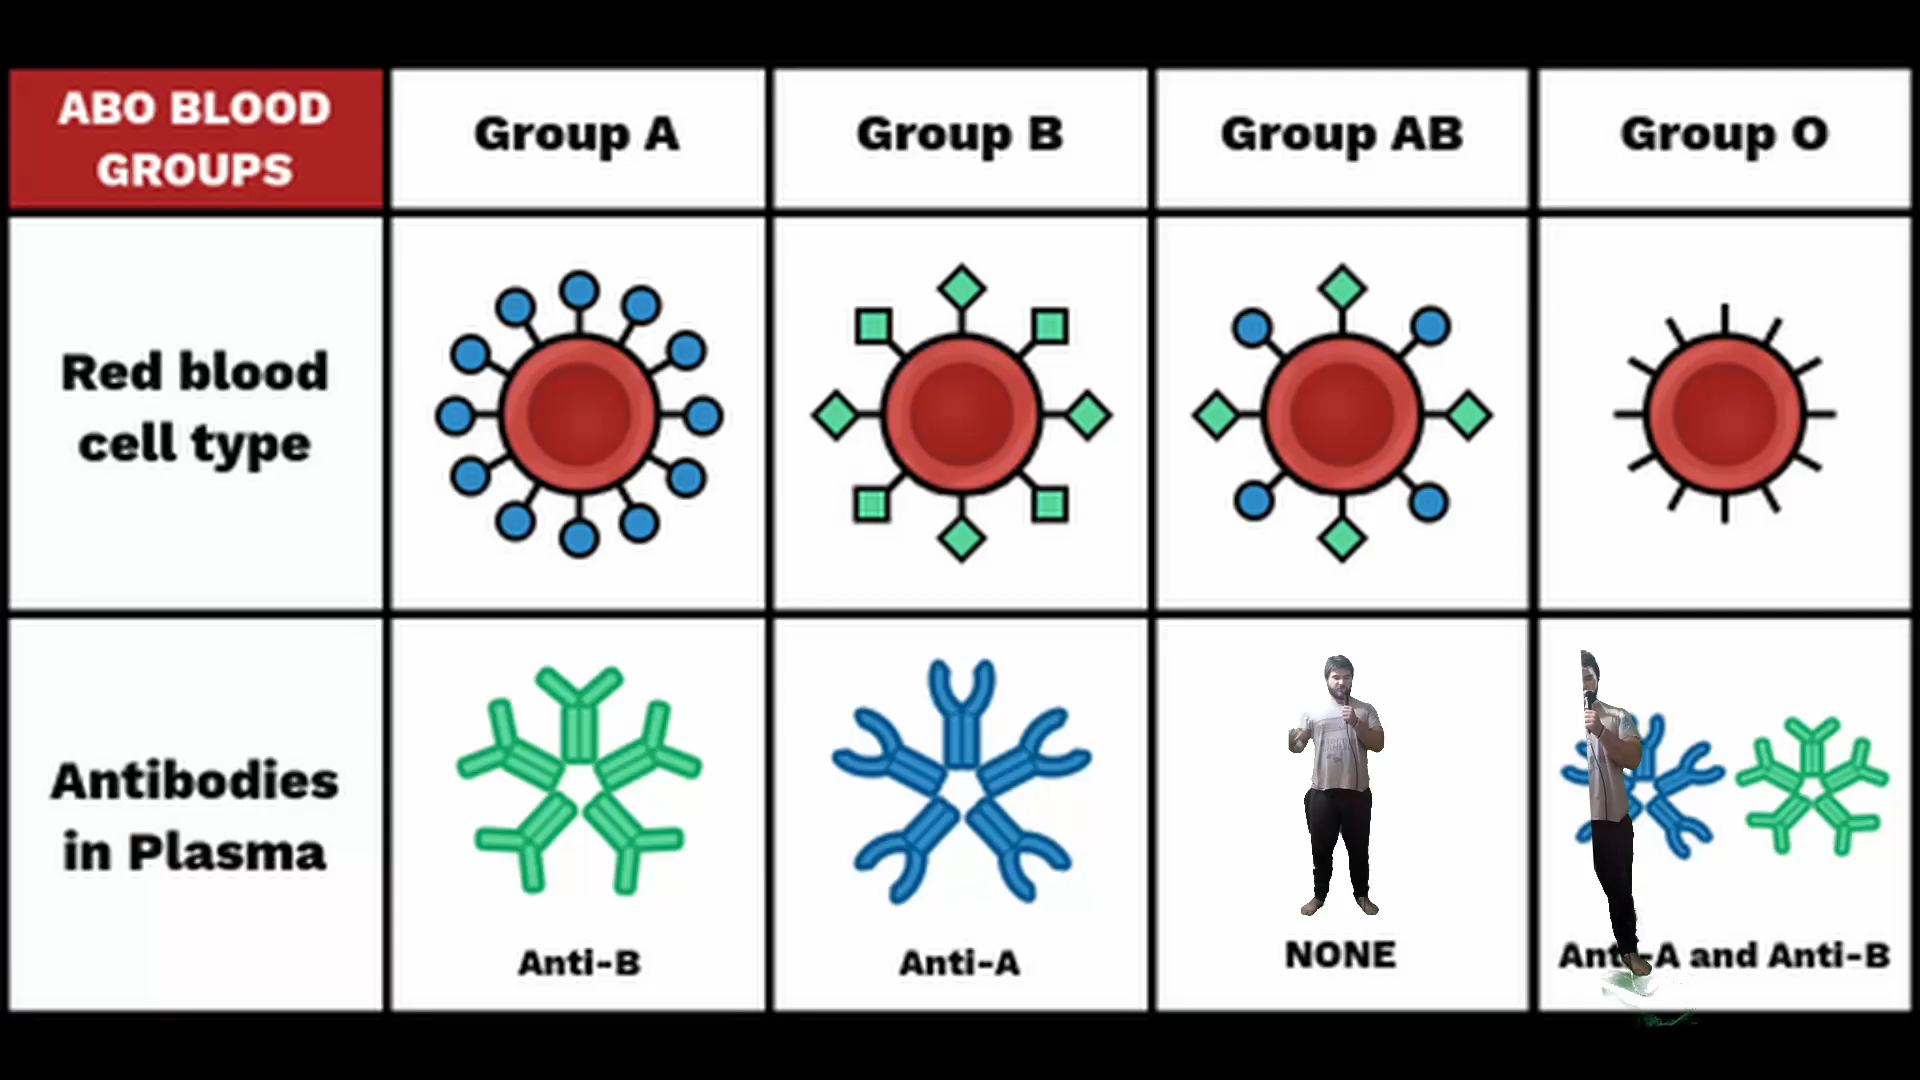 ABO BLOOD
GROUPS
Group A
Group B
Group AB
Group O
Red blood
cell type
Antibodies
in Plasma
Anti-B
Anti-A
NONE
Anti-A and Anti-B